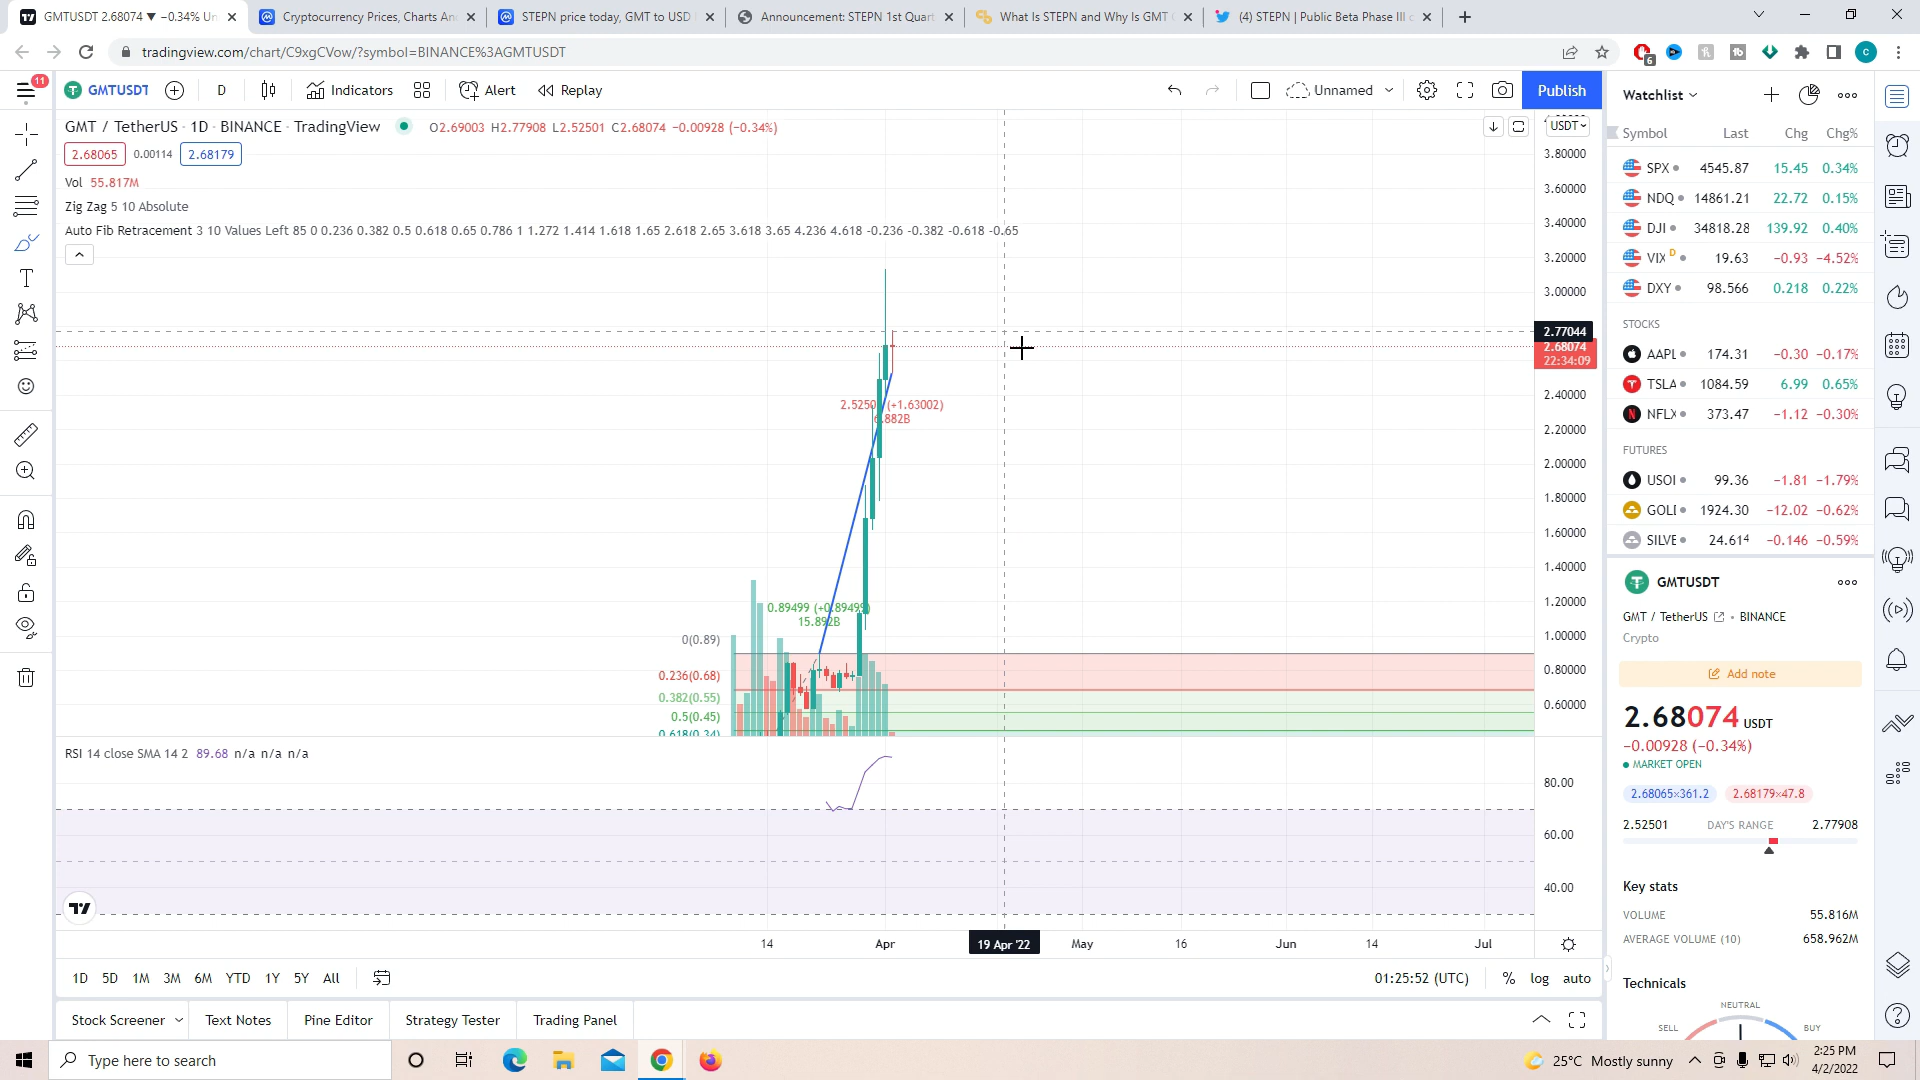 GMTUSDT 2.68074 ▼ −0.34% Un
Cryptocurrency Prices, Charts An
STEPN price today, GMT to USD
Announcement: STEPN 1st Quart
What Is STEPN and Why Is GMT
(4) STEPN | Public Beta Phase III c
tradingview.com/chart/C9xgCVow/?symbol=BINANCE%3AGMTUSDT
6
C
11
GMTUSDT
D
Indicators
Alert
Replay
Unnamed
Publish
GMT / TetherUS · 1D · BINANCE · TradingView
O2.69003 H2.77908 L2.52501 C2.68074 −0.00928 (−0.34%)
2.68065
0.00114
2.68179
Vol 55.817M
Zig Zag 5 10 Absolute
Auto Fib Retracement 3 10 Values Left 85 0 0.236 0.382 0.5 0.618 0.65 0.786 1 1.272 1.414 1.618 1.65 2.618 2.65 3.618 3.65 4.236 4.618 -0.236 -0.382 -0.618 -0.65
USDT
3.80000
3.60000
3.40000
3.20000
3.00000
2.77044
2.68074
22:34:09
2.40000
2.20000
2.00000
1.80000
1.60000
1.40000
1.20000
1.00000
0.80000
0.60000
(+1.63002)
0.89499 (+0.89499)
15.892B
0(0.89)
0.236(0.68)
0.382(0.55)
0.5(0.45)
0.618(0.34)
RSI 14 close SMA 14 2 89.68 n/a n/a n/a
80.00
60.00
40.00
14
Apr
19 Apr '22
May
16
Jun
14
Jul
1D 5D 1M 3M 6M YTD 1Y 5Y All
01:25:52 (UTC)
%
log
auto
Stock Screener
Text Notes
Pine Editor
Strategy Tester
Trading Panel
Watchlist
Symbol Last Chg Chg%
SPX 4545.87 15.45 0.34%
NDQ 14861.21 22.72 0.15%
DJI 34818.28 139.92 0.40%
VIX D 19.63 −0.93 −4.52%
DXY 98.566 0.218 0.22%
STOCKS
AAPL 174.31 −0.30 −0.17%
TSLA 1084.59 6.99 0.65%
NFLX 373.47 −1.12 −0.30%
FUTURES
USOI 99.36 −1.81 −1.79%
GOLI 1924.30 −12.02 −0.62%
SILVE 24.614 −0.146 −0.59%
GMTUSDT
GMT / TetherUS • BINANCE
Crypto
Add note
2.68074 USDT
−0.00928 (−0.34%)
MARKET OPEN
2.68065×361.2
2.68179×47.8
2.52501 DAY'S RANGE 2.77908
Key stats
VOLUME 55.816M
AVERAGE VOLUME (10) 658.962M
Technicals
NEUTRAL
SELL
BUY
Type here to search
25°C Mostly sunny
2:25 PM
4/2/2022